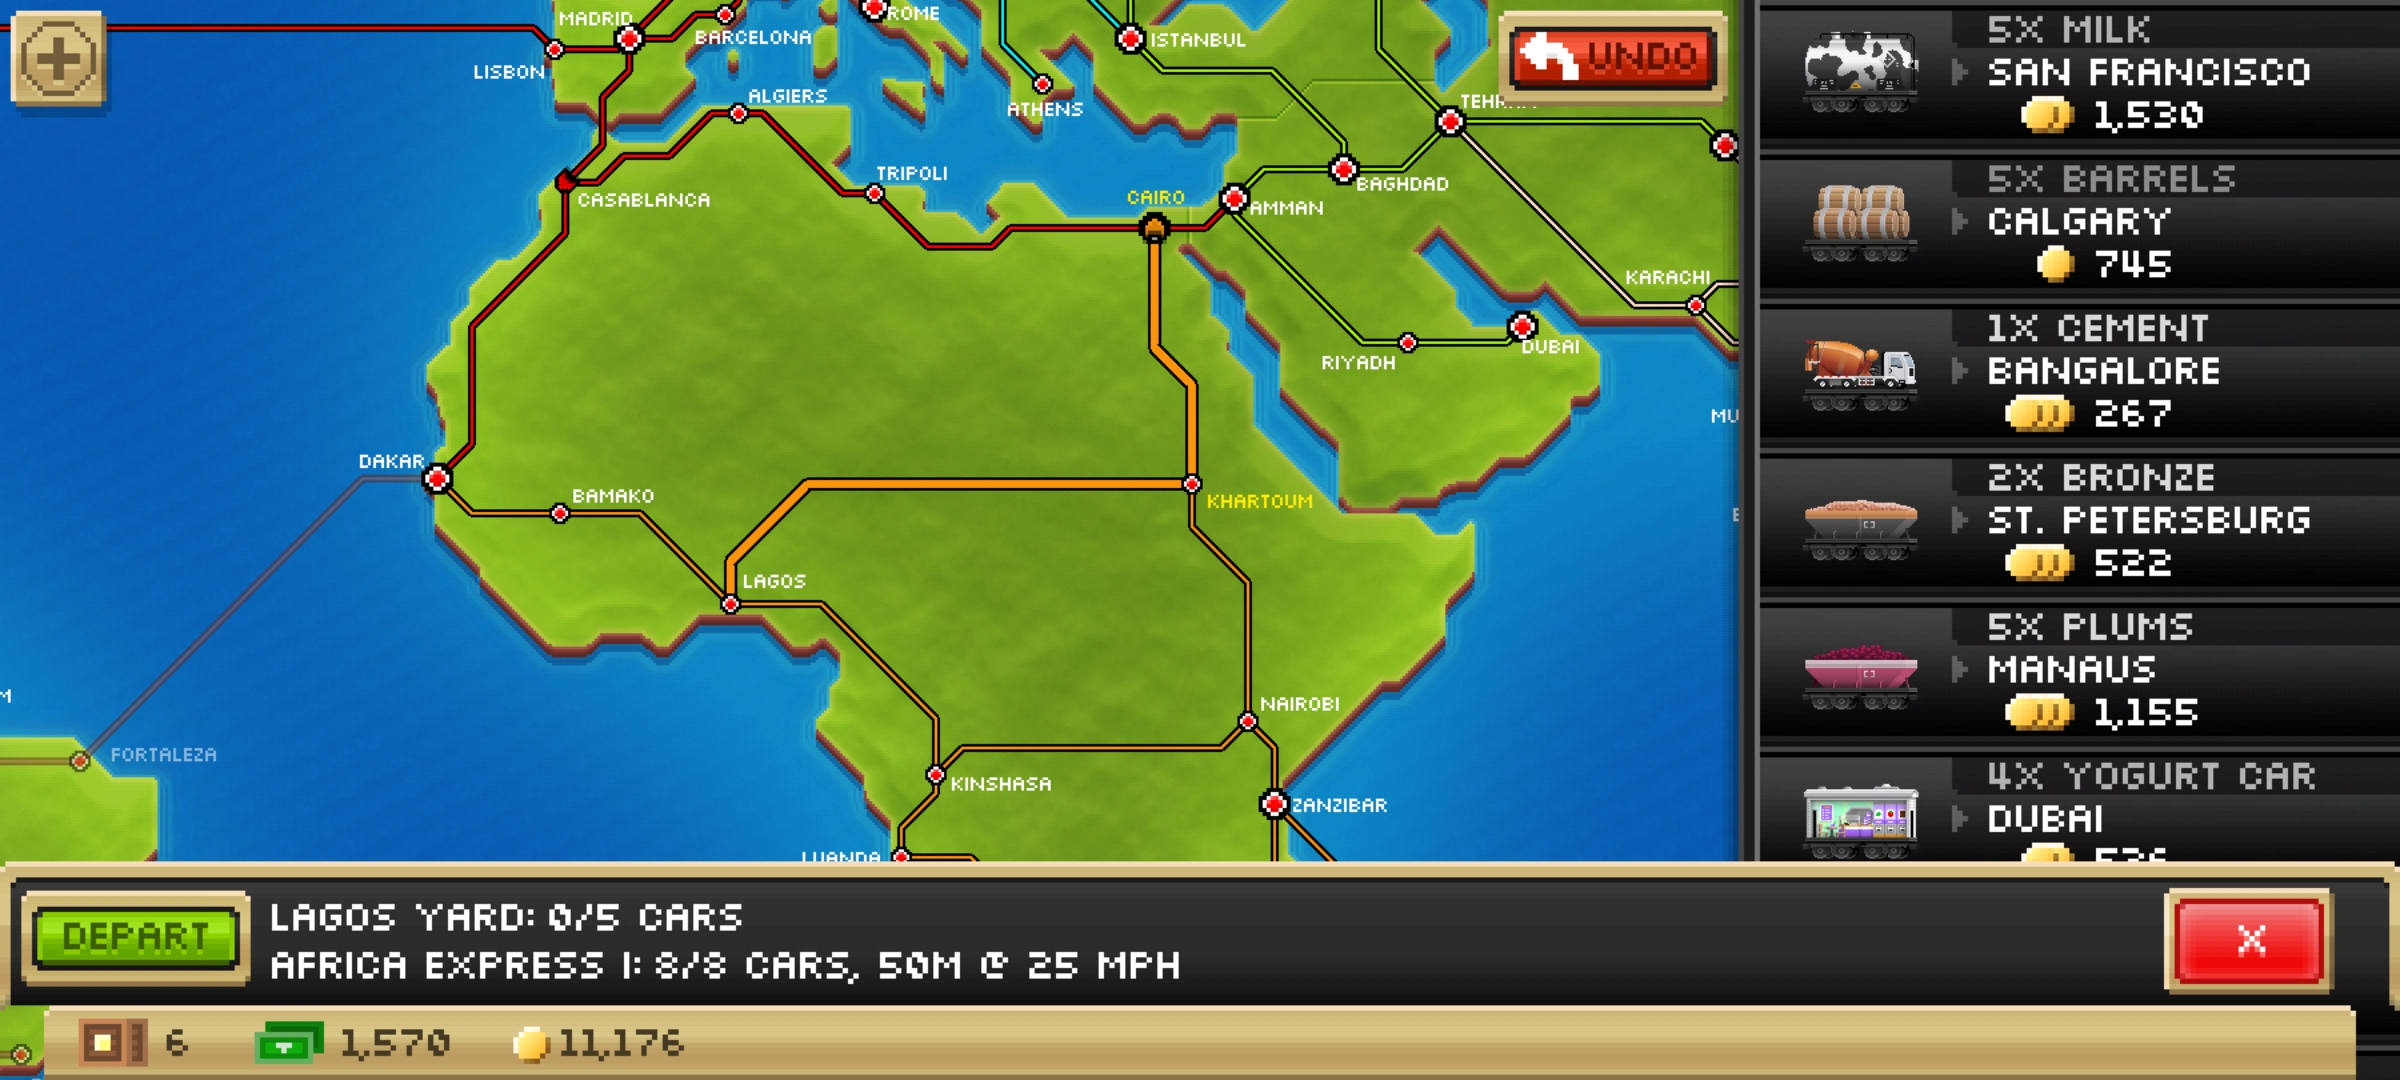 MADRID
ROME
BARCELONA
ISTANBUL
UNDO
LISBON
ALGIERS
ATHENS
TRIPOLI
BAGHDAD
CASABLANCA
CAIRO
AMMAN
KARACHI
RIYADH
DUBAI
DAKAR
BAMAKO
KHARTOUM
LAGOS
NAIROBI
FORTALEZA
KINSHASA
ZANZIBAR
LUANDA
5X MILK
SAN FRANCISCO
1,530
5X BARRELS
CALGARY
745
1X CEMENT
BANGALORE
267
2X BRONZE
ST. PETERSBURG
522
5X PLUMS
MANAUS
1,155
4X YOGURT CAR
DUBAI
DEPART
LAGOS YARD: 0/5 CARS
AFRICA EXPRESS I: 8/8 CARS, 50M @ 25 MPH
X
6
1,570
11,176